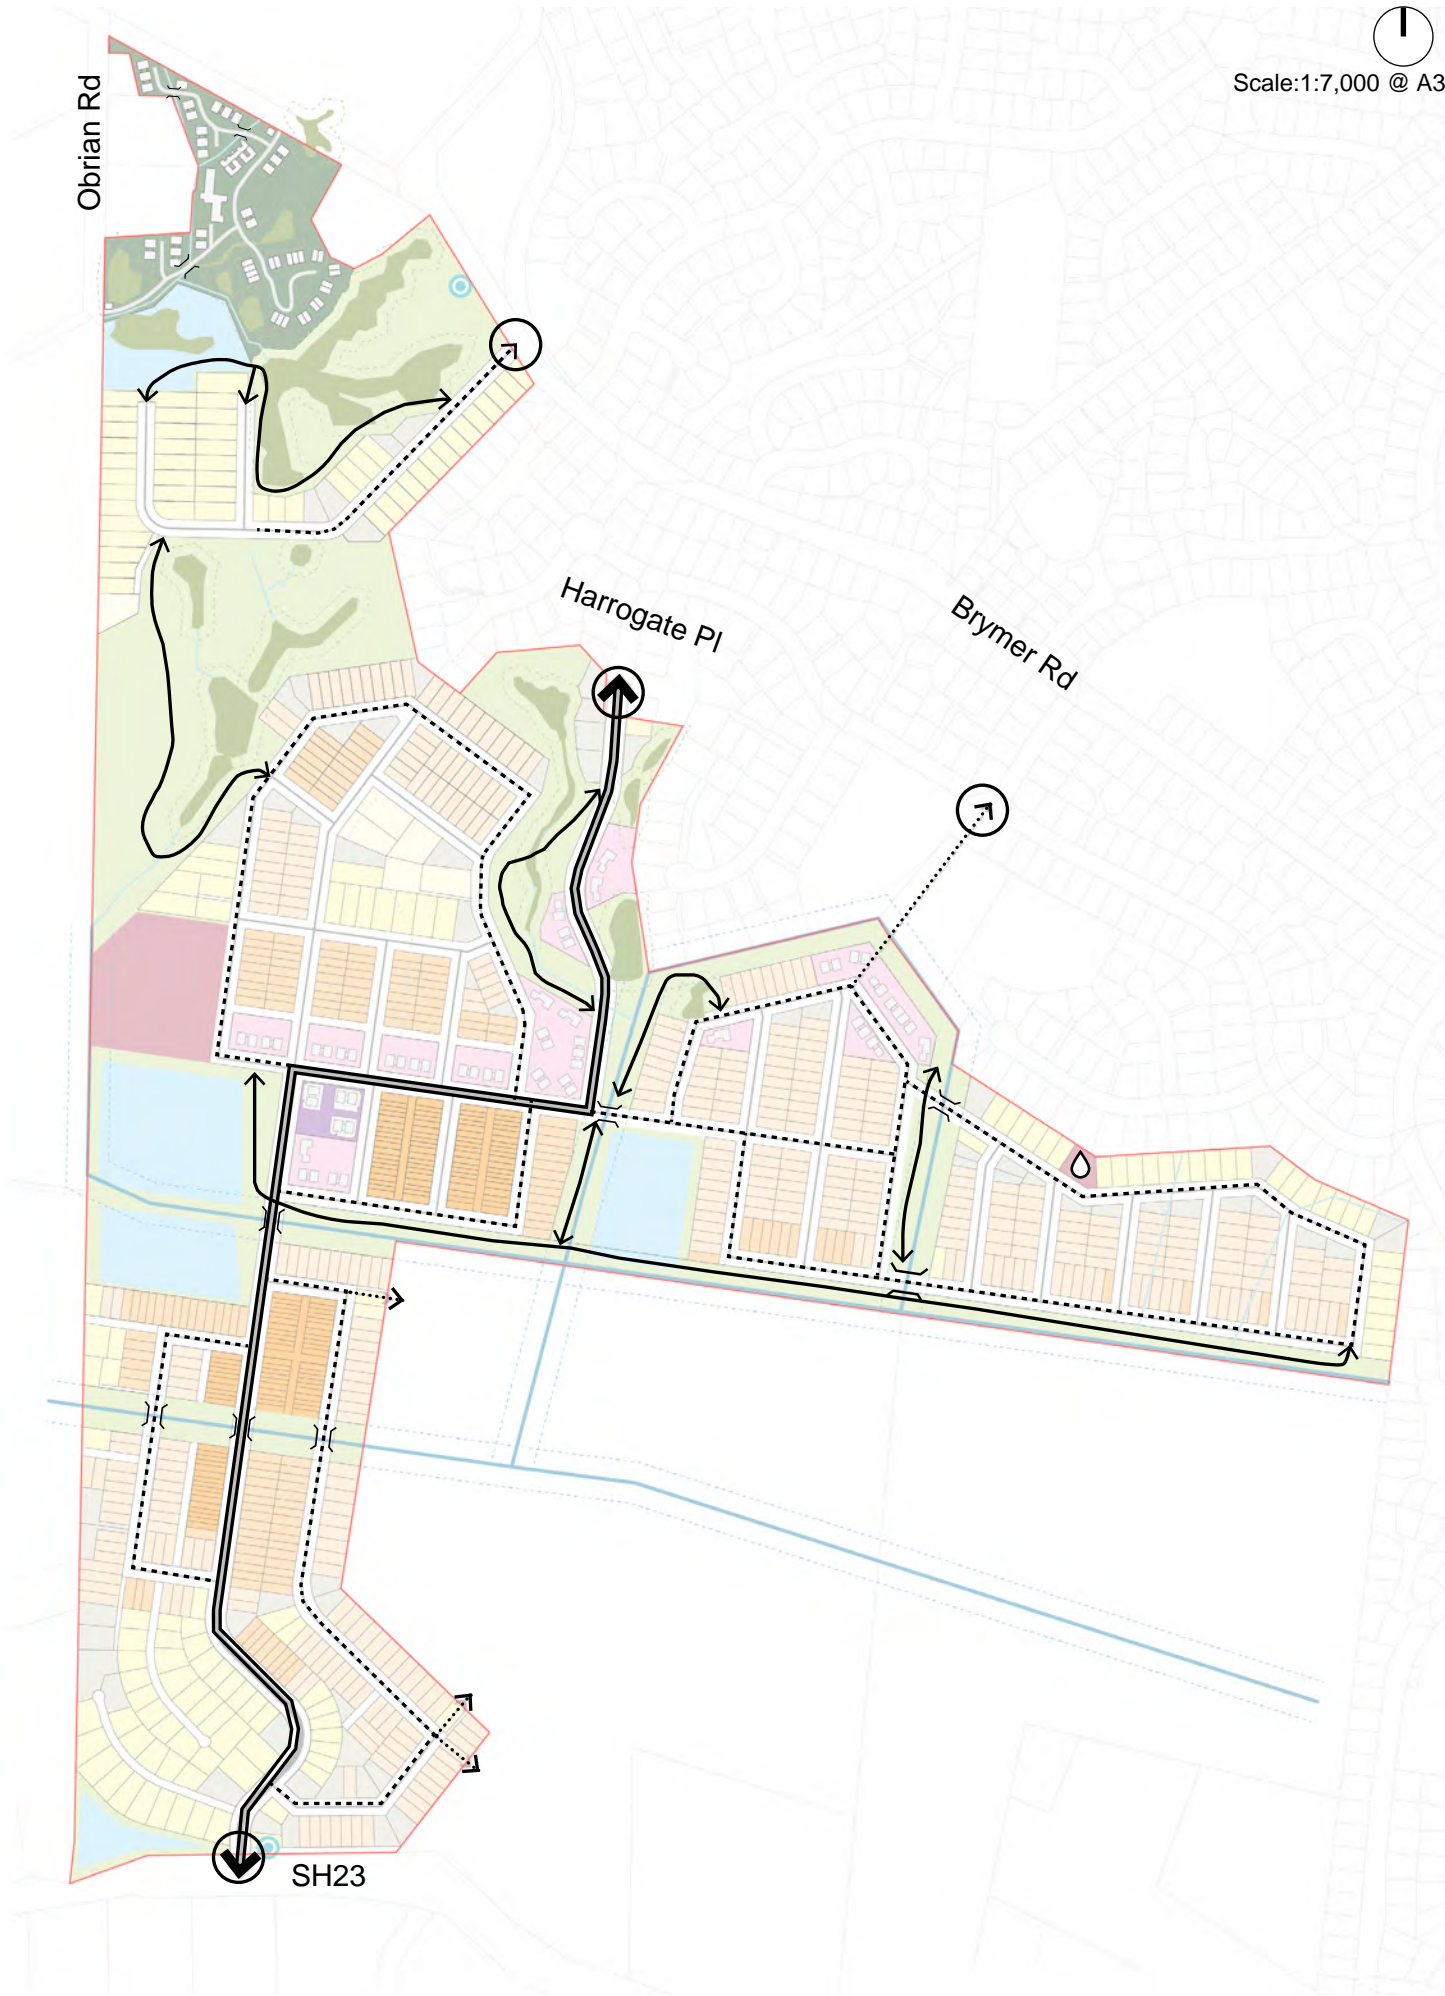 Scale:1:7,000 @ A3
Obrian Rd
Harrogate Pl
Brymer Rd
SH23